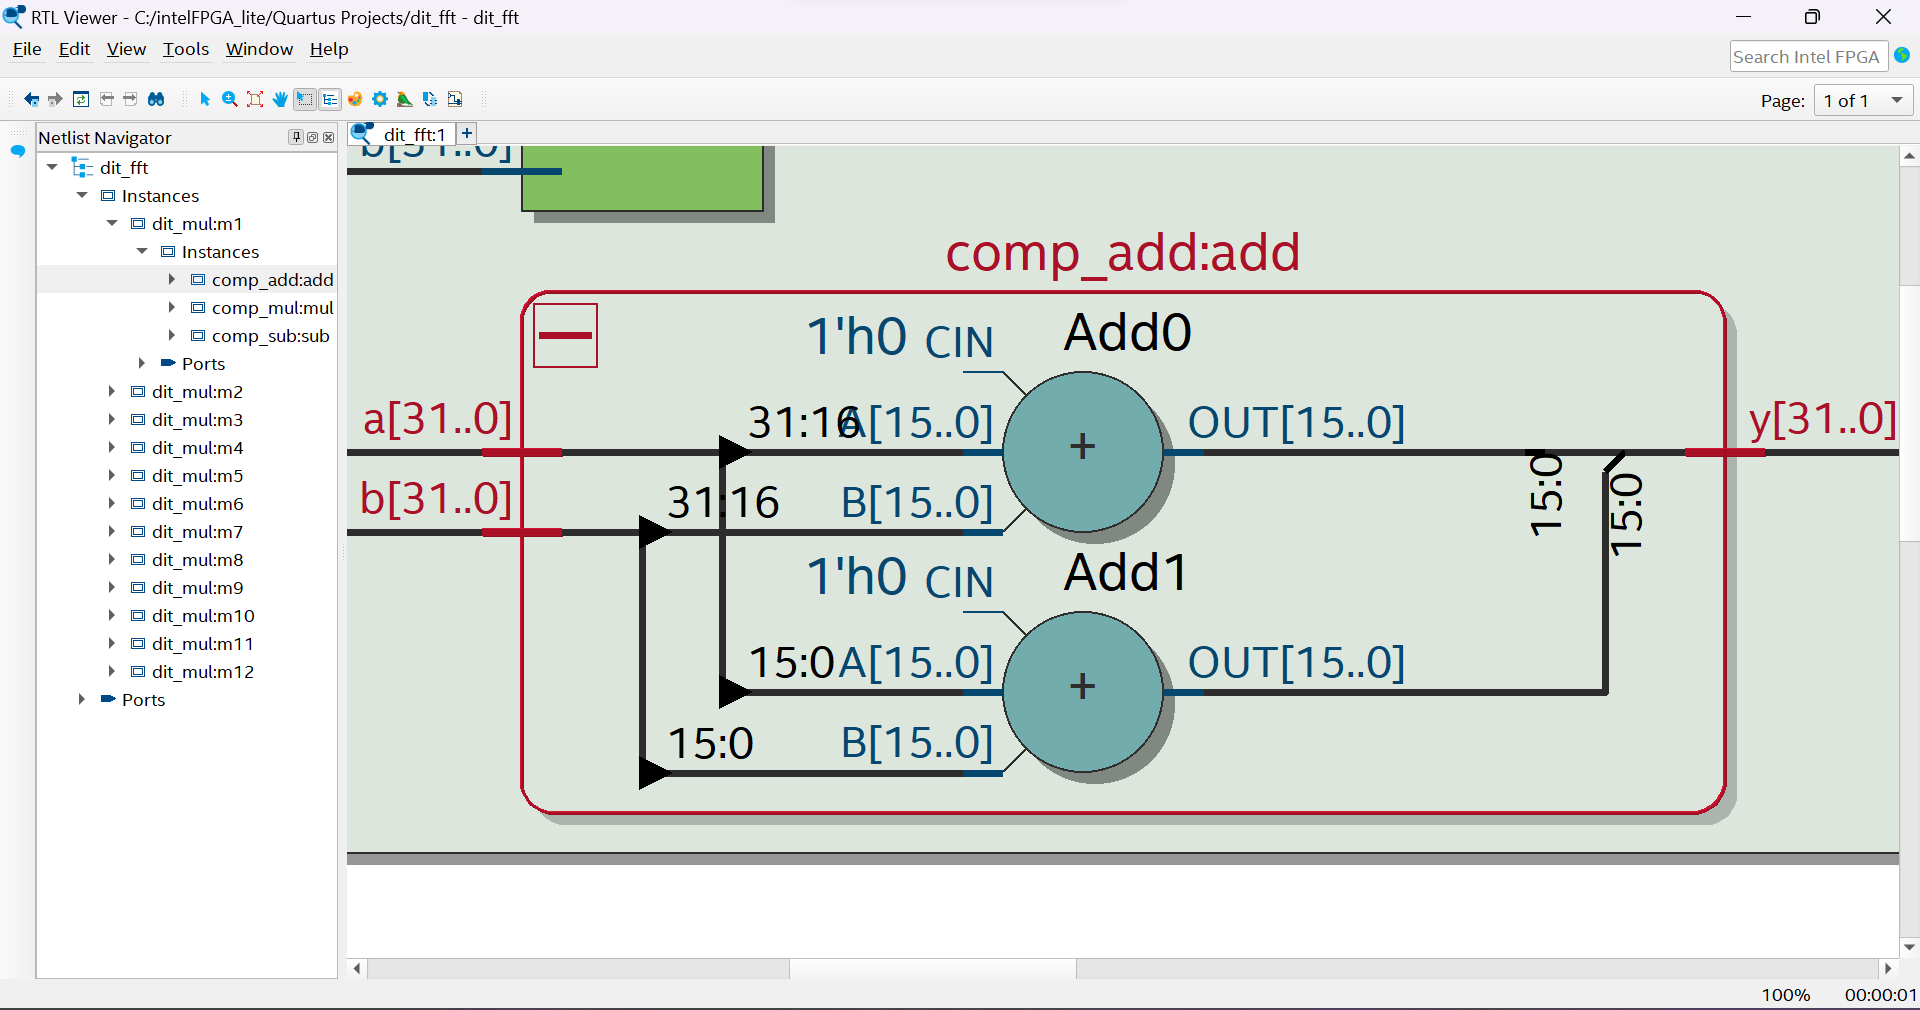 RTL Viewer - C:/intelFPGA_lite/Quartus Projects/dit_fft - dit_fft
File Edit View Tools Window Help
Search Intel FPGA
Page: 1 of 1
Netlist Navigator
dit_fft
Instances
dit_mul:m1
Instances
comp_add:add
comp_mul:mul
comp_sub:sub
Ports
dit_mul:m2
dit_mul:m3
dit_mul:m4
dit_mul:m5
dit_mul:m6
dit_mul:m7
dit_mul:m8
dit_mul:m9
dit_mul:m10
dit_mul:m11
dit_mul:m12
Ports
dit_fft:1 +
b[31..0]
comp_add:add
1'h0 CIN Add0
a[31..0] 31:16 A[15..0] + OUT[15..0] y[31..0]
b[31..0] 31:16 B[15..0] 15:0 15:0
1'h0 CIN Add1
15:0 A[15..0] + OUT[15..0]
15:0 B[15..0]
100% 00:00:01